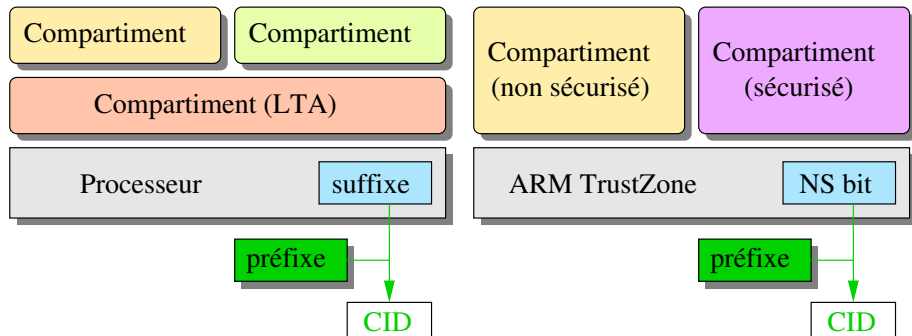 Compartiment
Compartiment
Compartiment (LTA)
Processeur
suffixe
préfixe
CID
Compartiment
(non sécurisé)
Compartiment
(sécurisé)
ARM TrustZone
NS bit
préfixe
CID